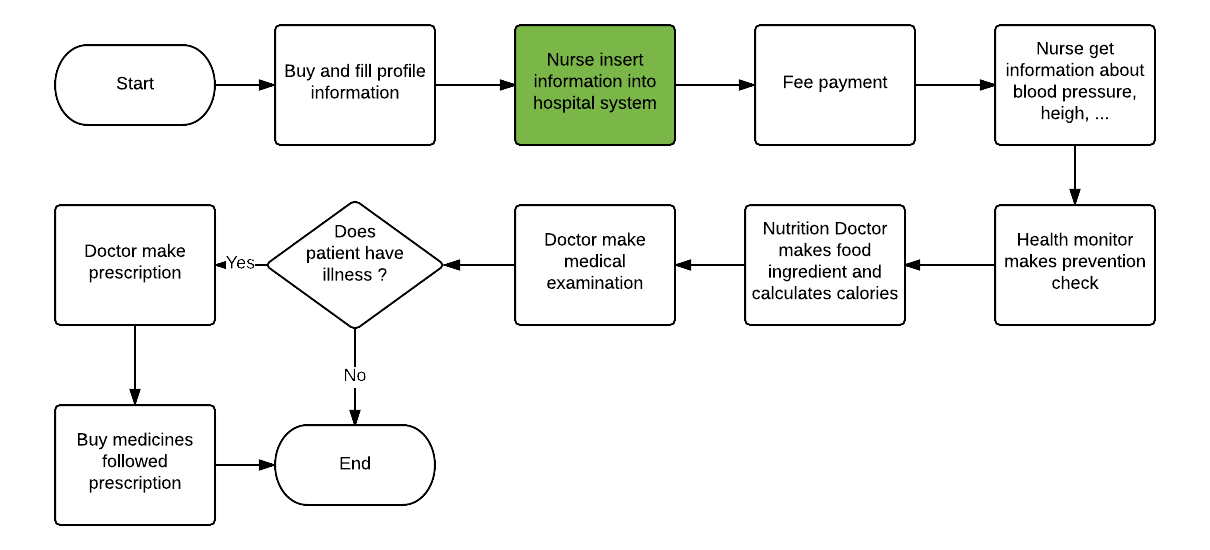 Start
Buy and fill profile
information
Nurse insert
information into
hospital system
Fee payment
Nurse get
information about
blood pressure,
heigh, ...
Health monitor
makes prevention
check
Nutrition Doctor
makes food
ingredient and
calculates calories
Doctor make
medical
examination
Does
patient have
illness ?
Yes
Doctor make
prescription
No
Buy medicines
followed
prescription
End